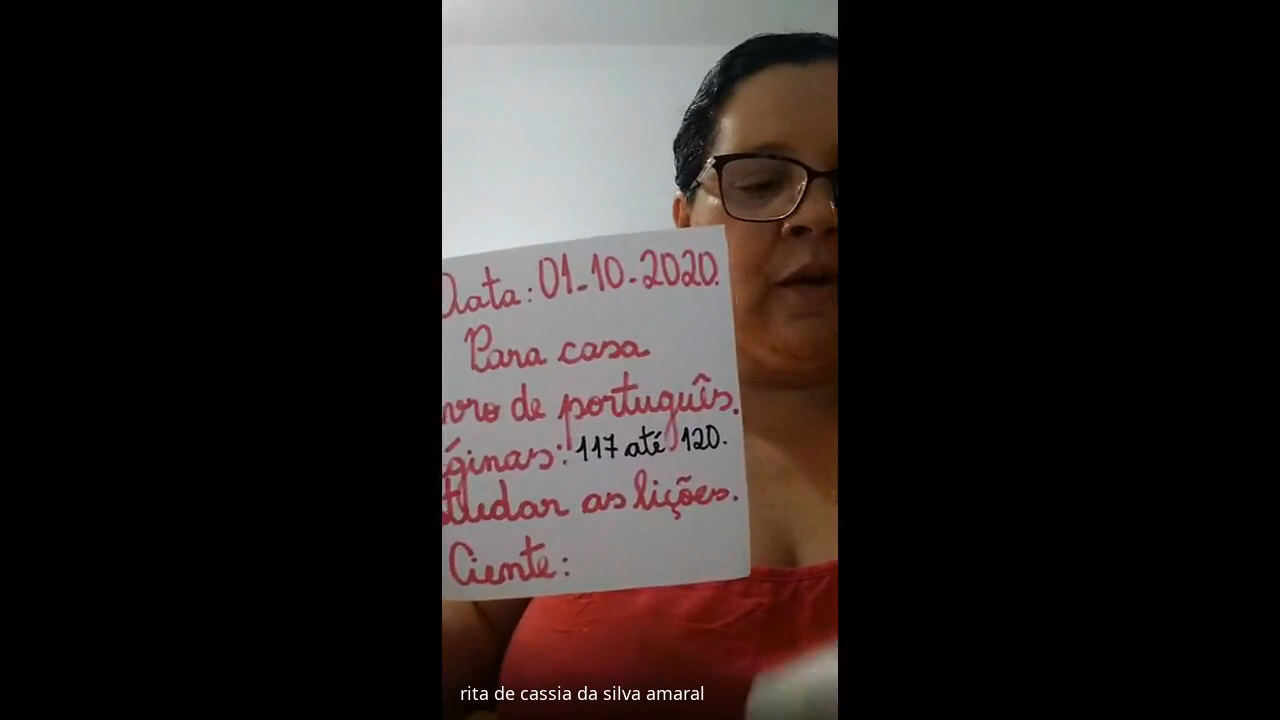 Data: 01-10-2020.
Para casa
vro de português.
áginas: 117 até 120.
tudar as lições.
Ciente:
rita de cassia da silva amaral